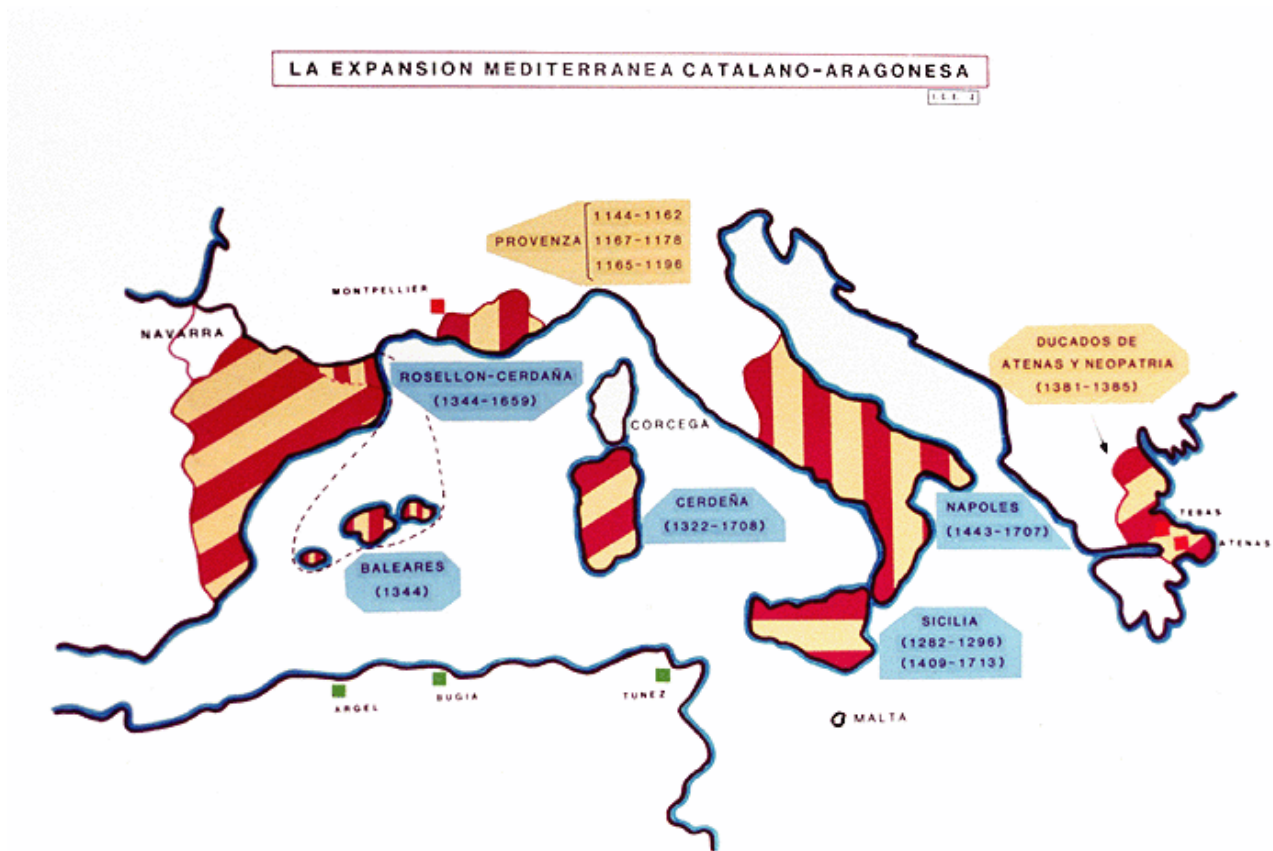 LA EXPANSION MEDITERRANEA CATALANO-ARAGONESA
PROVENZA
1144-1162
1167-1178
1165-1196
MONTPELLIER
NAVARRA
ROSELLON-CERDAÑA
(1344-1659)
DUCADOS DE
ATENAS Y NEOPATRIA
(1381-1385)
CORCEGA
CERDEÑA
(1322-1708)
NAPOLES
(1443-1707)
TEBAS
ATENAS
BALEARES
(1344)
SICILIA
(1282-1296)
(1409-1713)
ARGEL
BUGIA
TUNEZ
MALTA